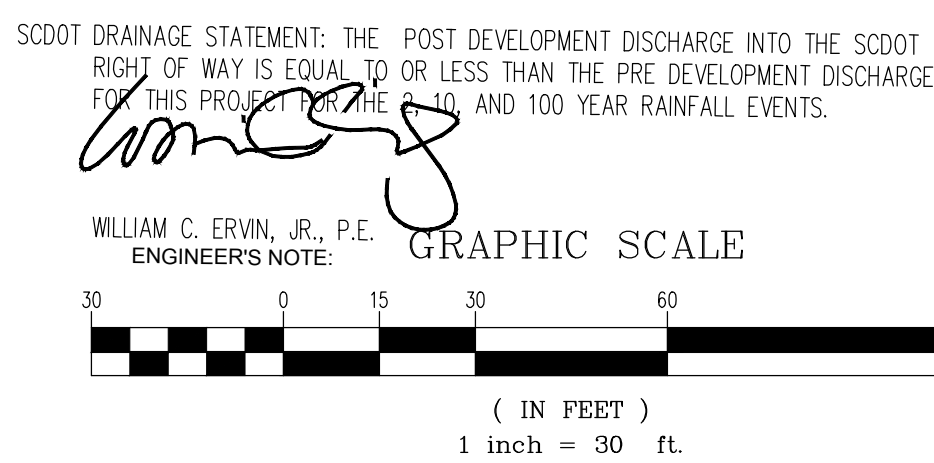 SCDOT DRAINAGE STATEMENT: THE POST DEVELOPMENT DISCHARGE INTO THE SCDOT
RIGHT OF WAY IS EQUAL TO OR LESS THAN THE PRE DEVELOPMENT DISCHARGE
FOR THIS PROJECT FOR THE 2, 10, AND 100 YEAR RAINFALL EVENTS.
WILLIAM C. ERVIN, JR., P.E.
ENGINEER'S NOTE:
GRAPHIC SCALE
30 0 15 30 60
( IN FEET )
1 inch = 30 ft.